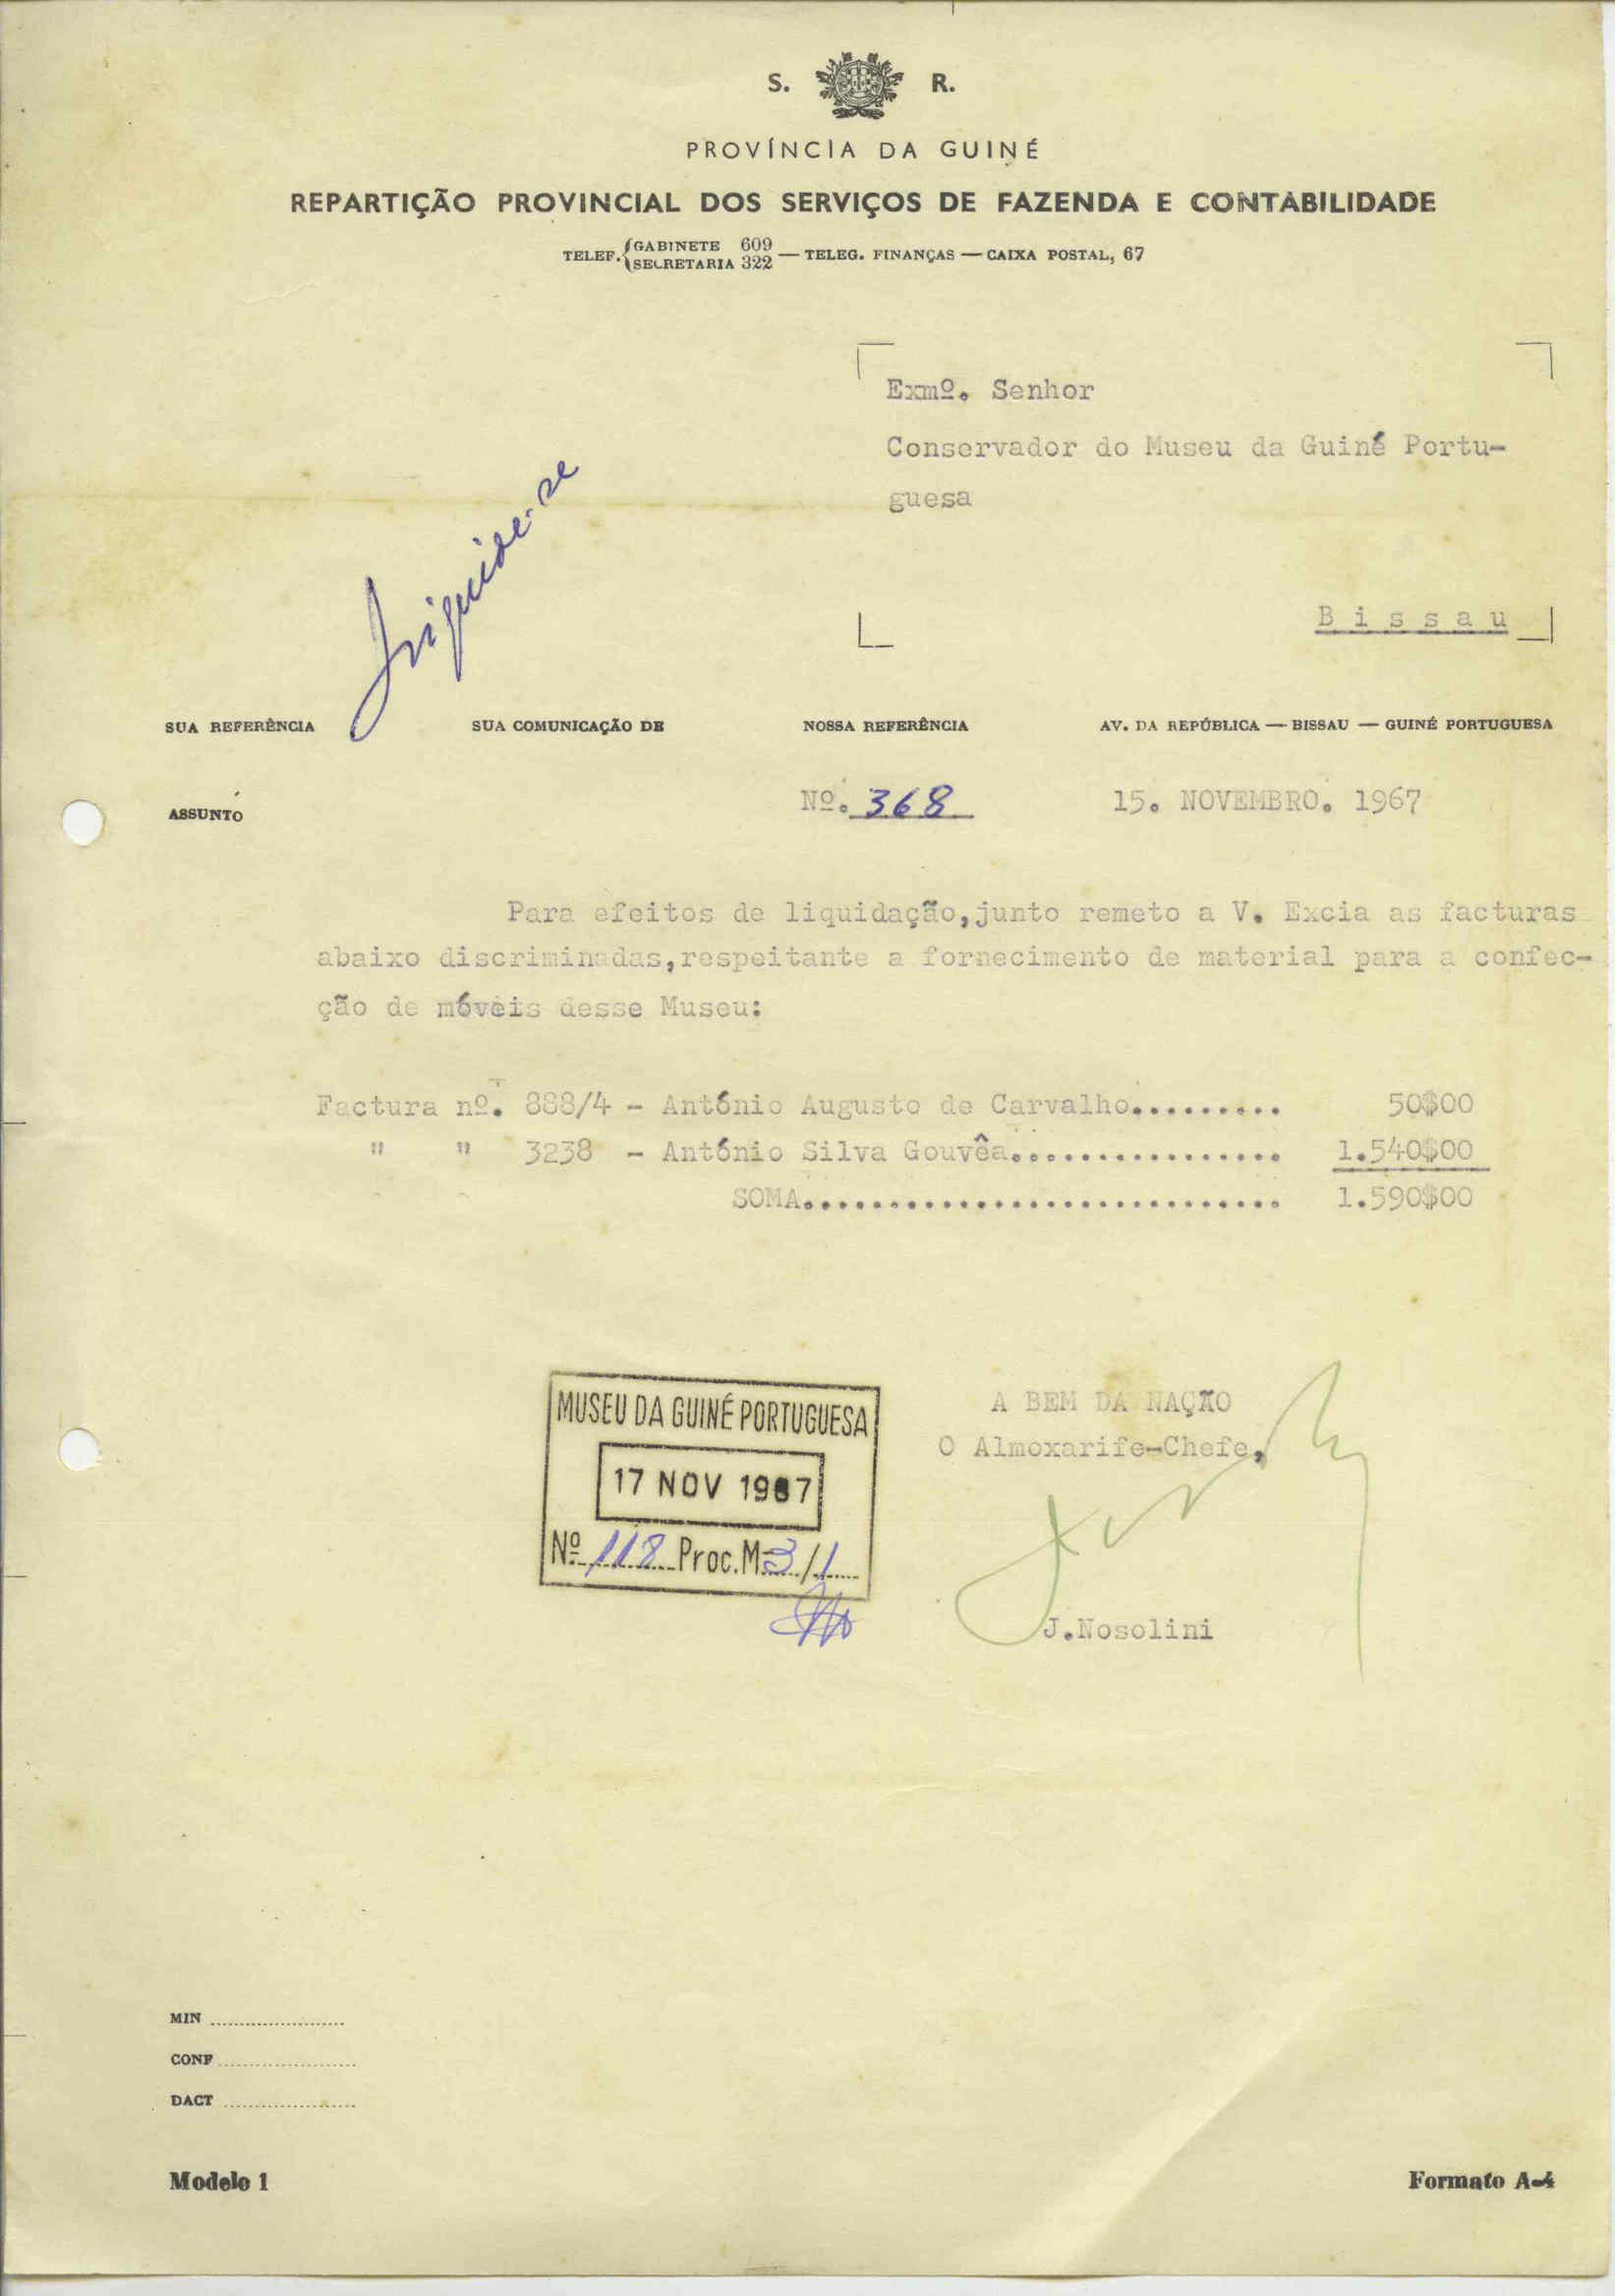 S. R.
PROVÍNCIA DA GUINÉ
REPARTIÇÃO PROVINCIAL DOS SERVIÇOS DE FAZENDA E CONTABILIDADE
TELEF. GABINETE 609 — TELEG. FINANÇAS — CAIXA POSTAL, 67
SECRETARIA 322
Exmº. Senhor
Conservador do Museu da Guiné Portu-
guesa
Bissau
Liquide-se
SUA REFERÊNCIA SUA COMUNICAÇÃO DE NOSSA REFERÊNCIA AV. DA REPÚBLICA — BISSAU — GUINÉ PORTUGUESA
Nº. 368 15. NOVEMBRO. 1967
ASSUNTO
Para efeitos de liquidação,junto remeto a V. Excia as facturas
abaixo discriminadas,respeitante a fornecimento de material para a confec-
ção de móveis desse Museu:
Factura nº. 888/4 - António Augusto de Carvalho......... 50$00
" " 3238 - António Silva Gouvêa................ 1.540$00
SOMA............................ 1.590$00
A BEM DA NAÇÃO
O Almoxarife-Chefe,
J.Nosolini
MUSEU DA GUINÉ PORTUGUESA
17 NOV 1967
Nº 118 Proc. M 3/1
MIN
CONF
DACT
Modelo 1 Formato A-4